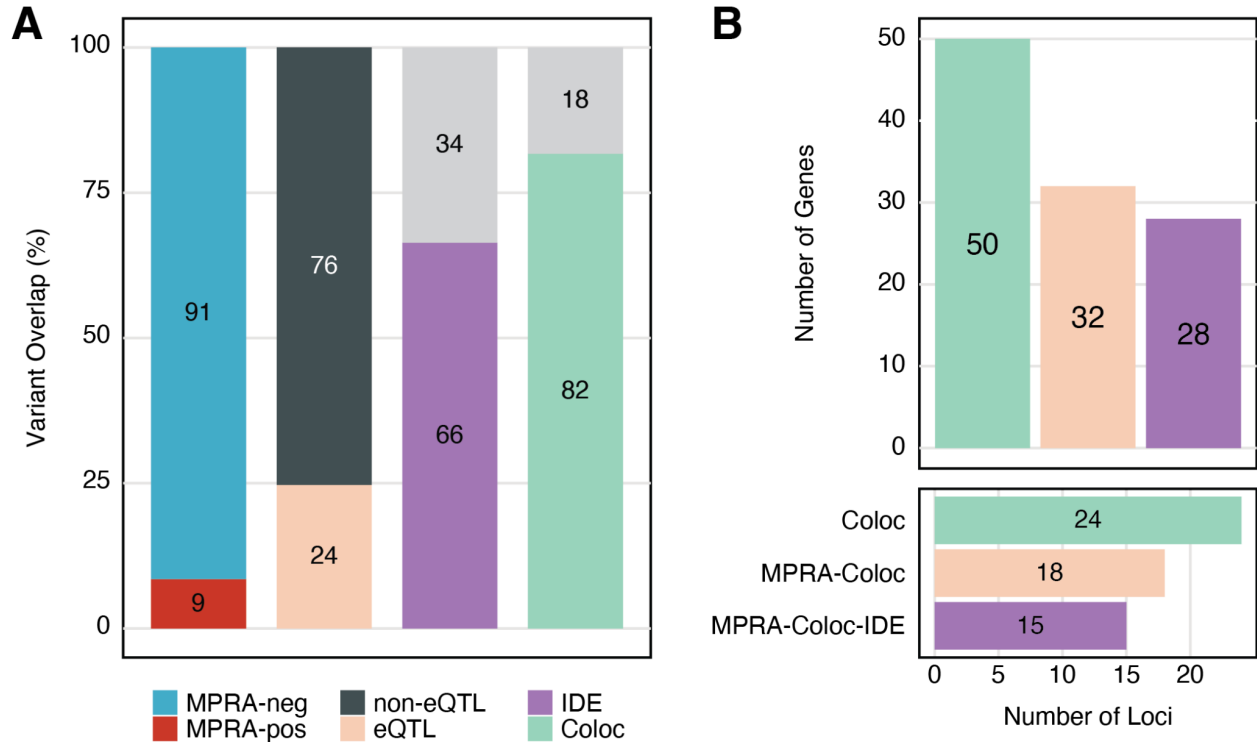 A
100
75
50
25
0
Variant Overlap (%)
91
9
76
24
34
66
18
82
MPRA-neg
MPRA-pos
non-eQTL
eQTL
IDE
Coloc
B
50
40
30
20
10
0
Number of Genes
50
32
28
Coloc
24
MPRA-Coloc
18
MPRA-Coloc-IDE
15
0 5 10 15 20
Number of Loci